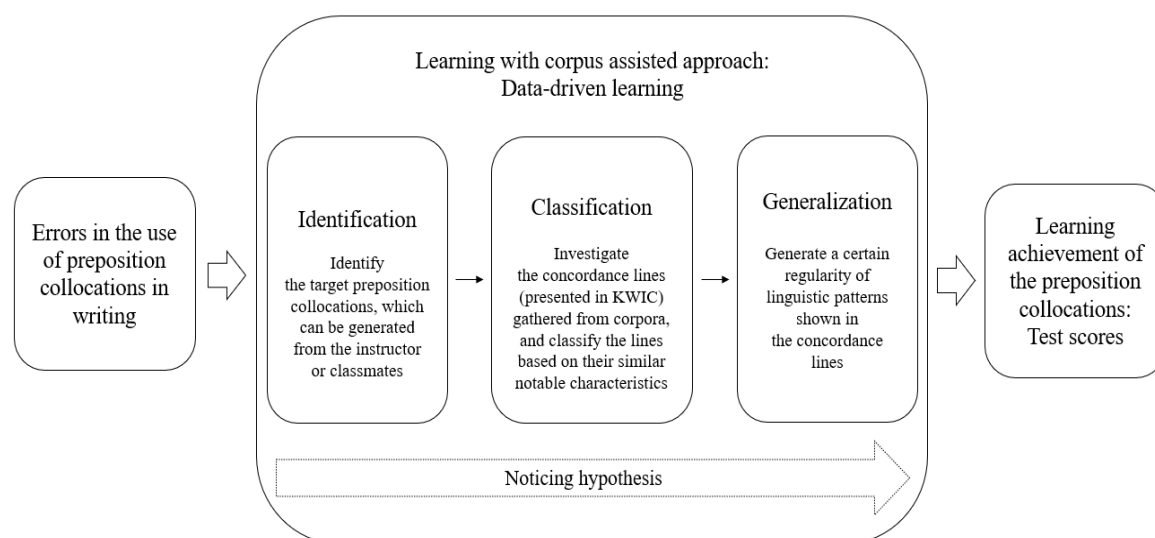 Learning with corpus assisted approach:
Data-driven learning
Errors in the use
of preposition
collocations in
writing
Identification
Identify
the target preposition
collocations, which
can be generated
from the instructor
or classmates
Classification
Investigate
the concordance lines
(presented in KWIC)
gathered from corpora,
and classify the lines
based on their similar
notable characteristics
Generalization
Generate a certain
regularity of
linguistic patterns
shown in
the concordance
lines
Learning
achievement of
the preposition
collocations:
Test scores
Noticing hypothesis